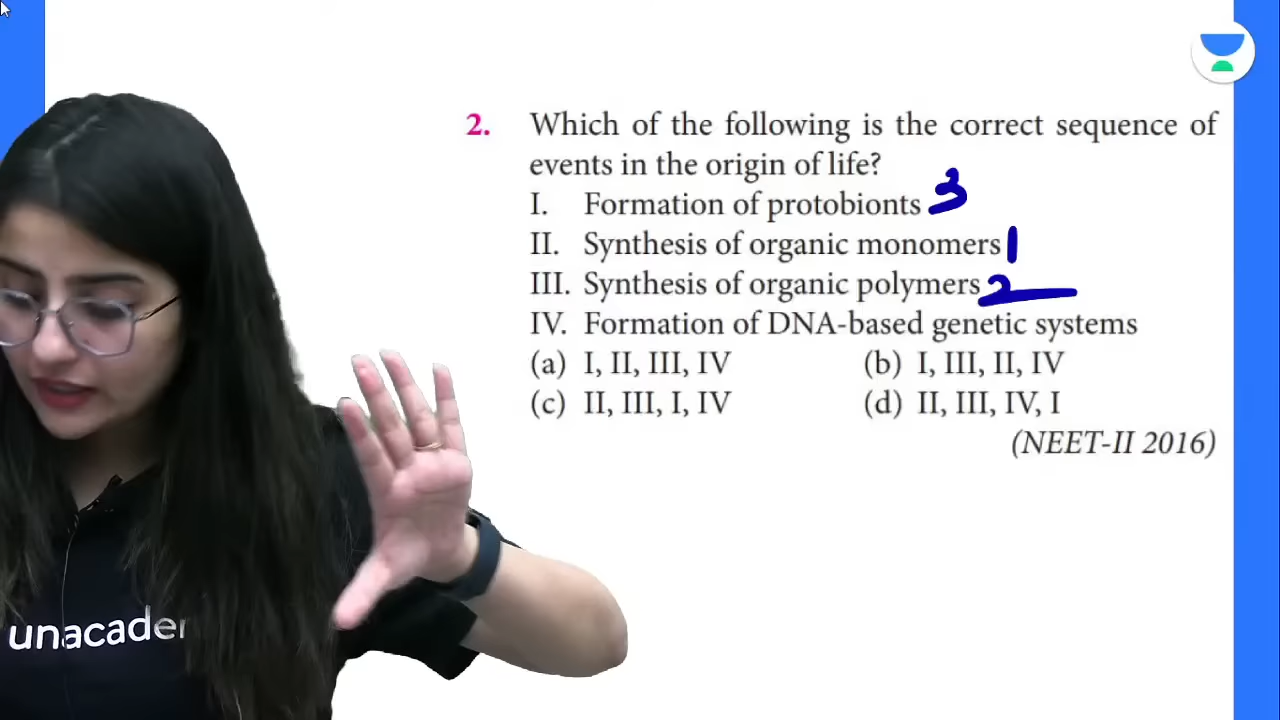 2. Which of the following is the correct sequence of
events in the origin of life?
I. Formation of protobionts 3
II. Synthesis of organic monomers 1
III. Synthesis of organic polymers 2
IV. Formation of DNA-based genetic systems
(a) I, II, III, IV (b) I, III, II, IV
(c) II, III, I, IV (d) II, III, IV, I
(NEET-II 2016)
unacade